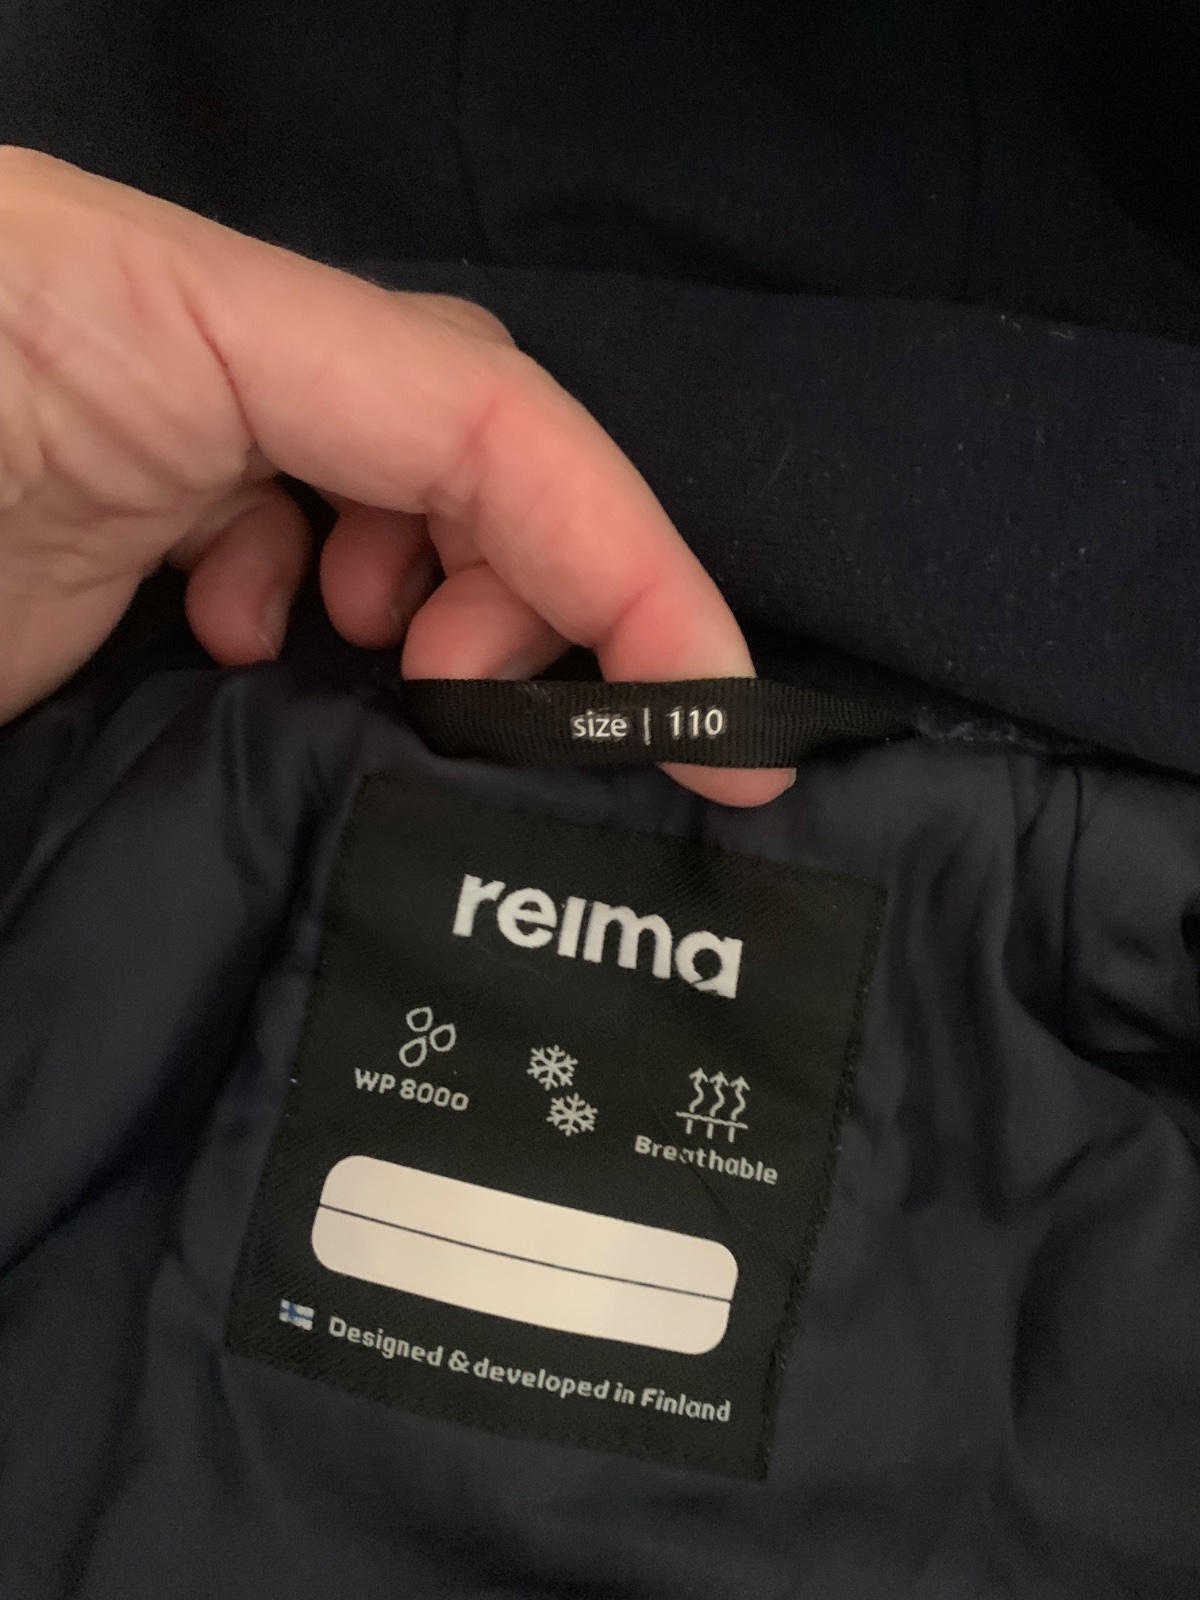 size | 110
reima
WP 8000
Breathable
Designed & developed in Finland